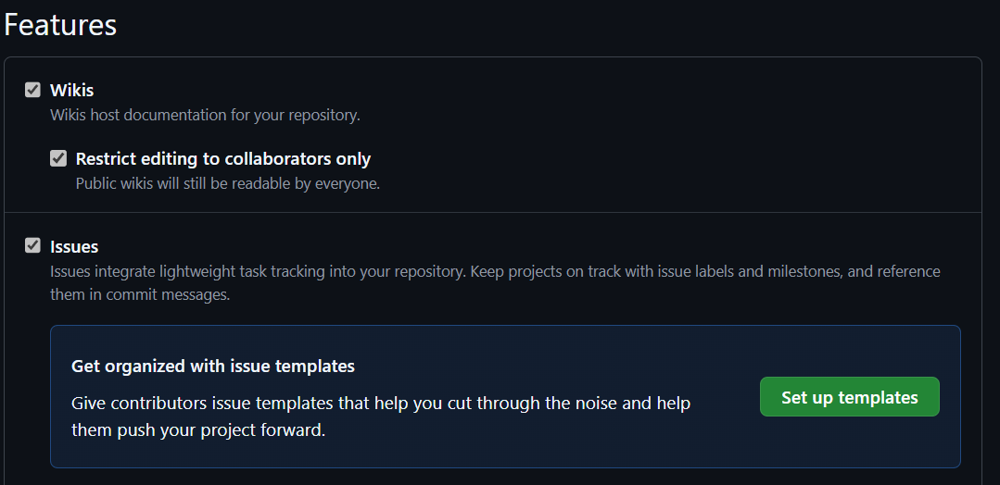 Features
Wikis
Wikis host documentation for your repository.
Restrict editing to collaborators only
Public wikis will still be readable by everyone.
Issues
Issues integrate lightweight task tracking into your repository. Keep projects on track with issue labels and milestones, and reference
them in commit messages.
Get organized with issue templates
Give contributors issue templates that help you cut through the noise and help
them push your project forward.
Set up templates